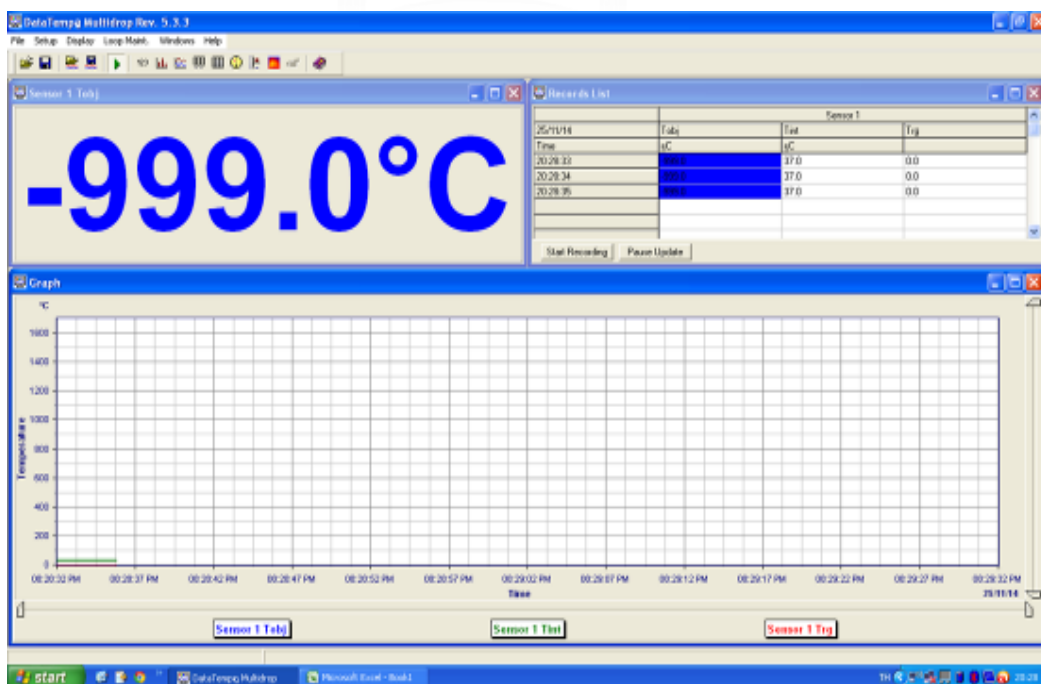 DataTemp® Multidrop Rev. 5.3.3
File Setup Display Loop Maint. Windows Help
Sensor 1 Tobj
-999.0°C
Records List
Sensor 1
25/11/14 Tobj Tint Trg
Time
20:28:33 -999.0 37.0 0.0
20:28:34 -999.0 37.0 0.0
20:28:35 -999.0 37.0 0.0
Start Recording Pause Update
Graph
°C
1600
1400
1200
1000
800
600
400
200
0
Temperature
08:28:32 PM 08:28:37 PM 08:28:42 PM 08:28:47 PM 08:28:52 PM 08:28:57 PM 08:29:02 PM 08:29:07 PM 08:29:12 PM 08:29:17 PM 08:29:22 PM 08:29:27 PM 08:29:32 PM
Time
25/11/14
Sensor 1 Tobj Sensor 1 Tint Sensor 1 Trg
start DataTemp Multidrop Microsoft Excel - Book1 TH 20:28